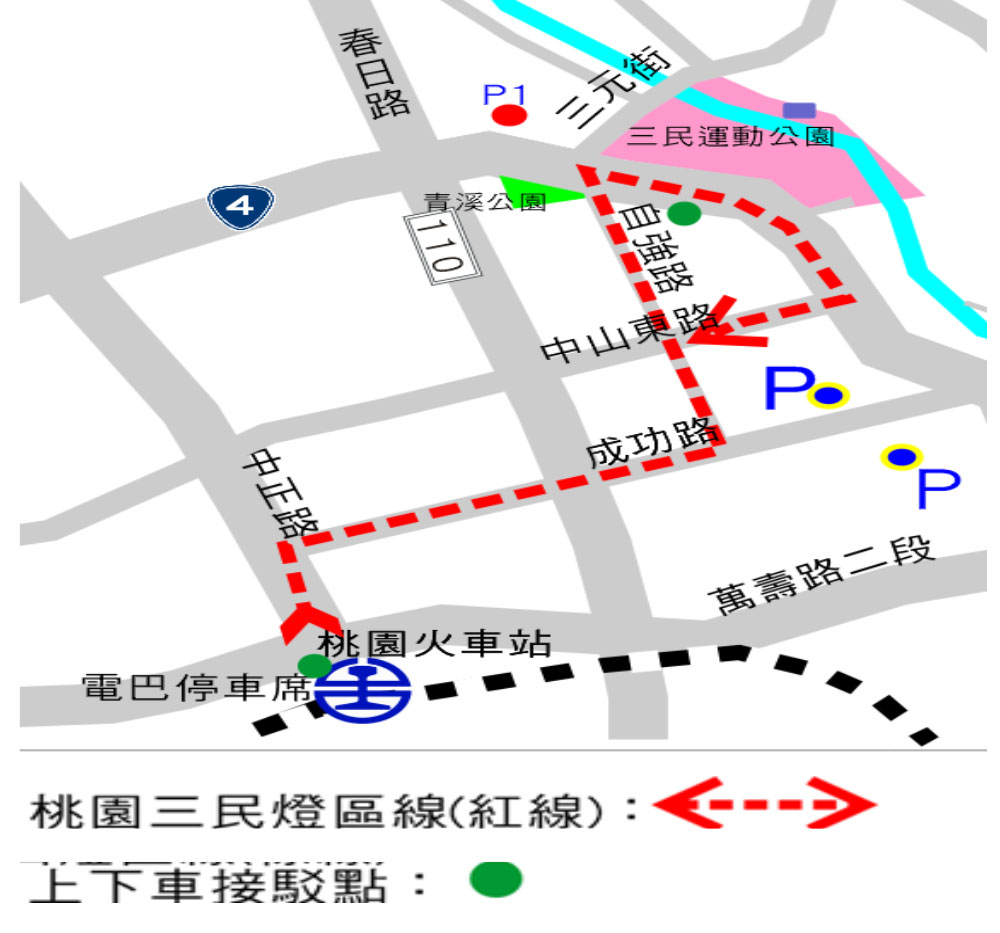 春日路
三元街
P1
三民運動公園
4
青溪公園
110
自強路
中山東路
P
成功路
中正路
P
萬壽路二段
桃園火車站
電巴停車席
桃園三民燈區線(紅線)：
上下車接駁點：